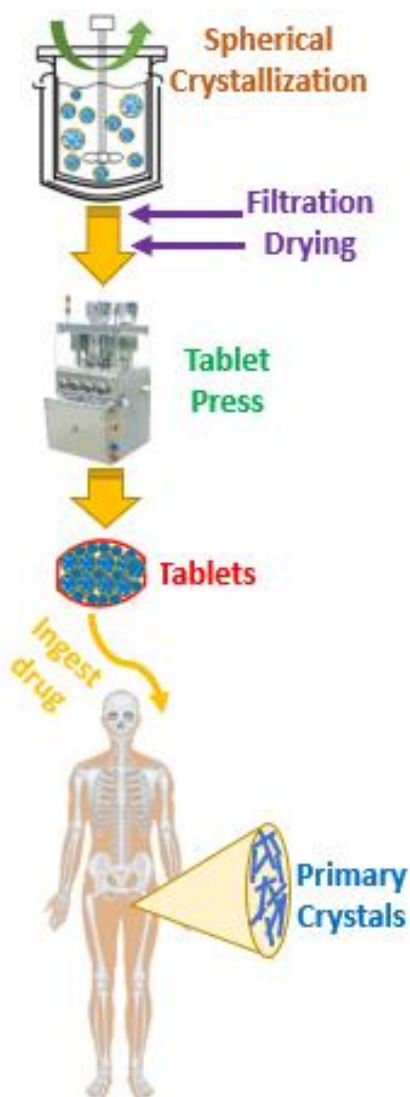 Spherical
Crystallization
Filtration
Drying
Tablet
Press
Tablets
Ingest
drug
Primary
Crystals